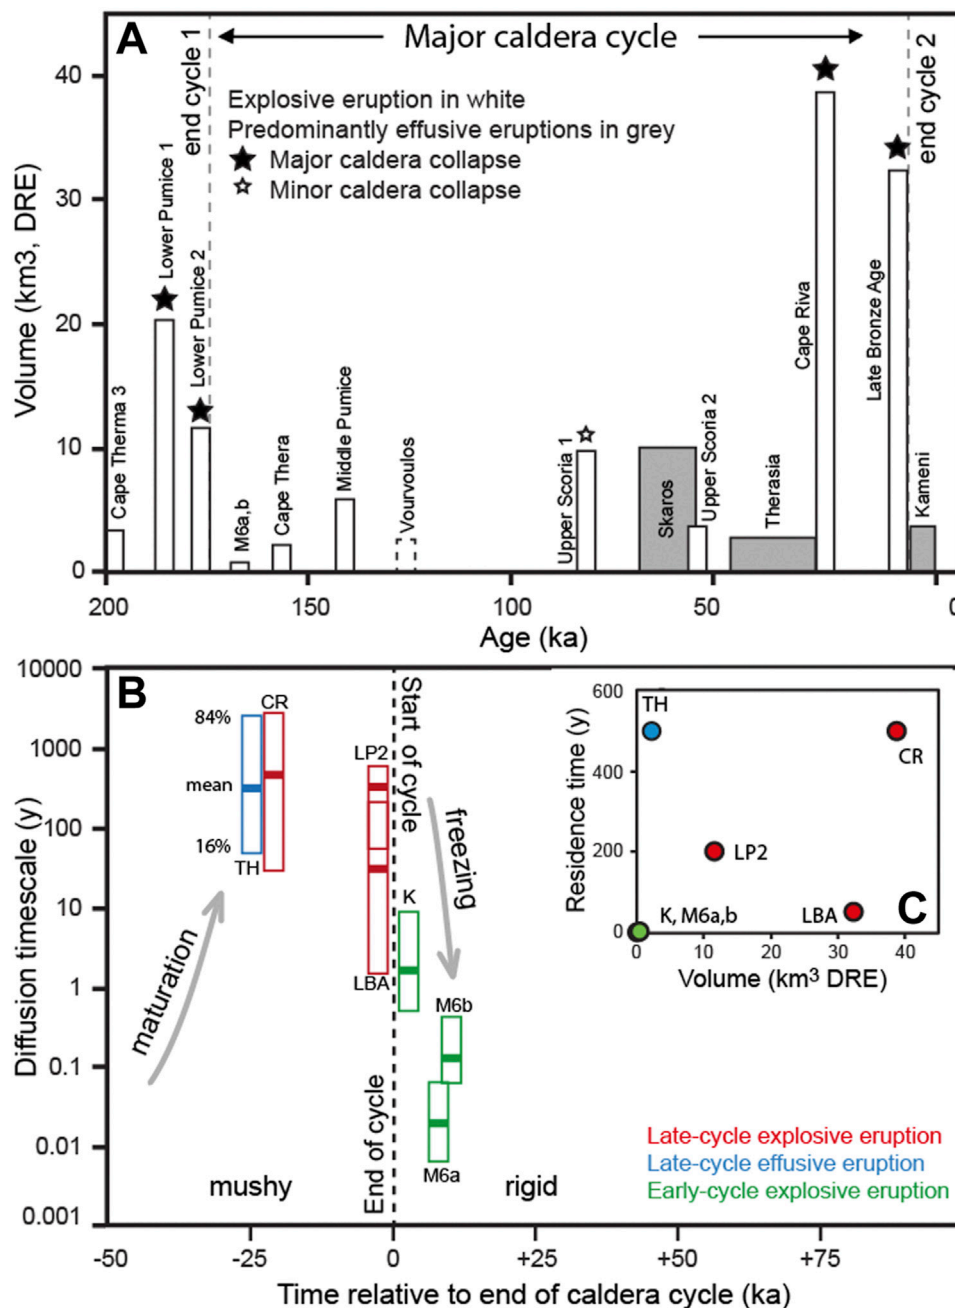 A
end cycle 1
Major caldera cycle
end cycle 2
Explosive eruption in white
Predominantly effusive eruptions in grey
Major caldera collapse
Minor caldera collapse
Volume (km3, DRE)
40
30
20
10
0
Cape Therma 3
Lower Pumice 1
Lower Pumice 2
M6a,b
Cape Thera
Middle Pumice
Vourvoulos
Upper Scoria 1
Skaros
Upper Scoria 2
Therasia
Cape Riva
Late Bronze Age
Kameni
200
150
100
50
0
Age (ka)
B
Diffusion timescale (y)
10000
1000
100
10
1
0.1
0.01
0.001
84%
mean
16%
TH
CR
LP2
LBA
Start of cycle
End of cycle
K
M6b
M6a
maturation
freezing
mushy
rigid
Late-cycle explosive eruption
Late-cycle effusive eruption
Early-cycle explosive eruption
-50
-25
0
+25
+50
+75
Time relative to end of caldera cycle (ka)
C
Residence time (y)
600
400
200
0
TH
CR
LP2
LBA
K, M6a,b
0
10
20
30
40
Volume (km³ DRE)